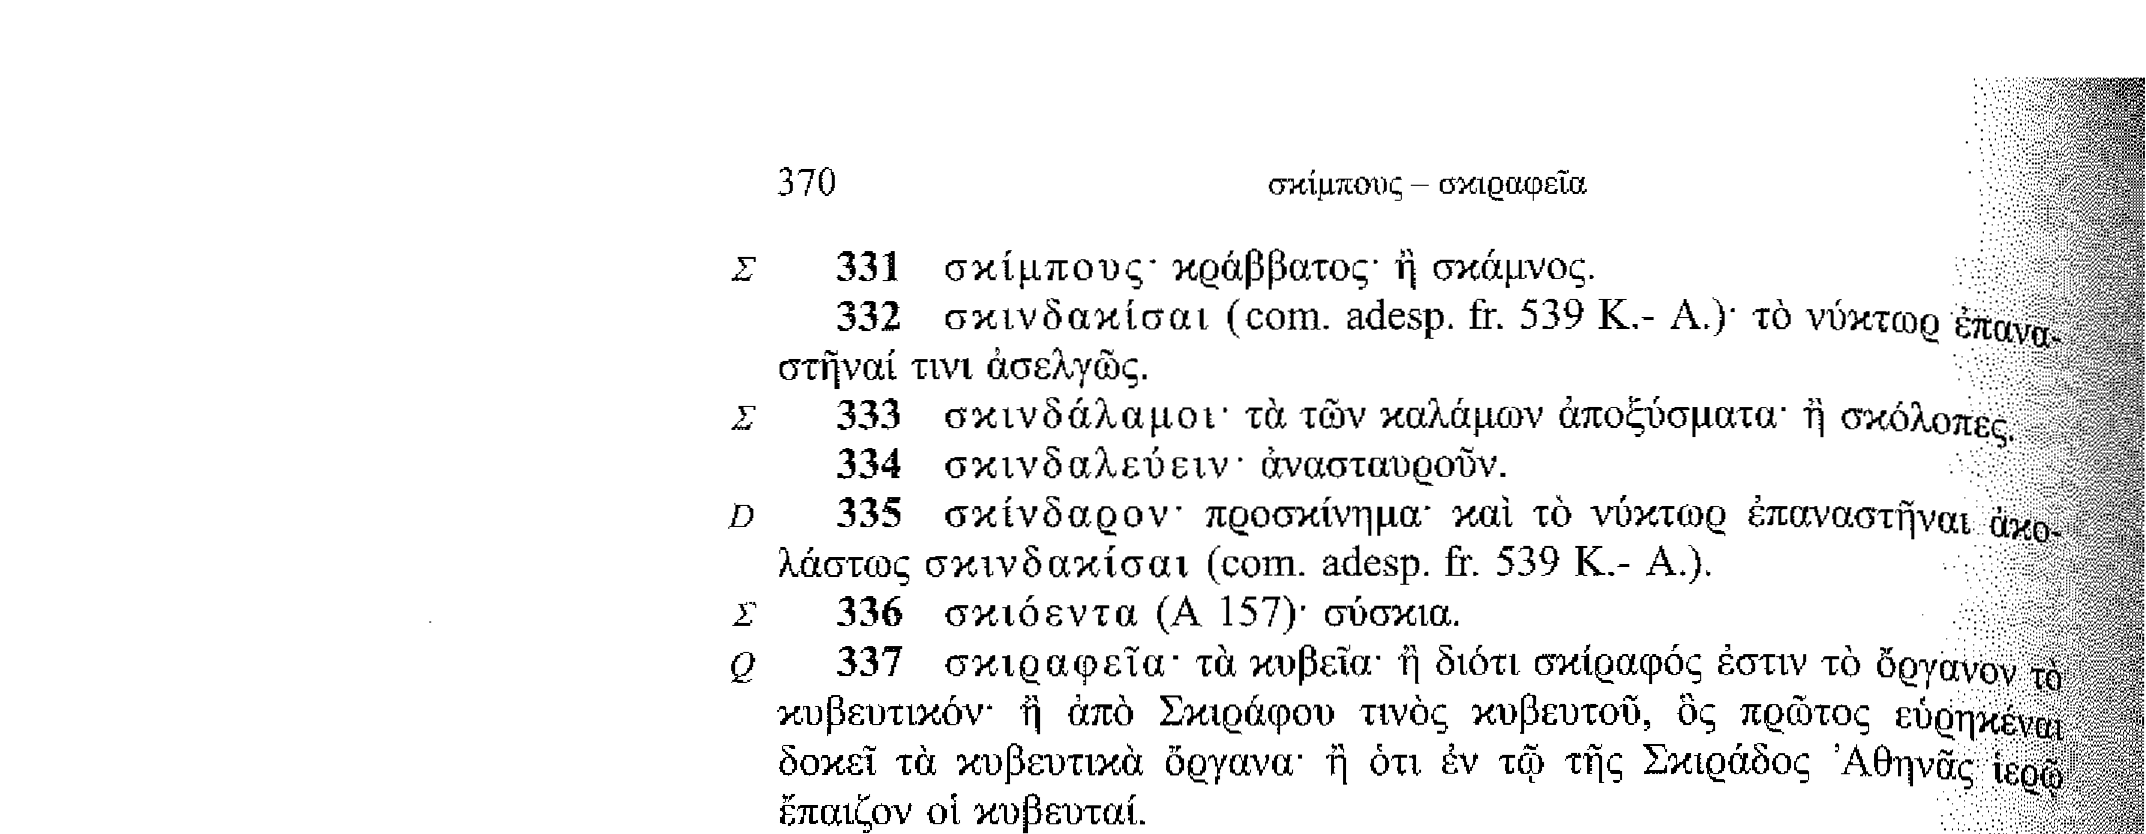 370 σκίμπους – σκιραφεῖα
Σ 331 σκίμπους· κράββατος· ἢ σκάμνος.
332 σκινδακίσαι (com. adesp. fr. 539 K.- A.)· τὸ νύκτωρ ἐπανα-
στῆναί τινι ἀσελγῶς.
Σ 333 σκινδάλαμοι· τὰ τῶν καλάμων ἀποξύσματα· ἢ σκόλοπες.
334 σκινδαλεύειν· ἀνασταυροῦν.
D 335 σκίνδαρον· προσκίνημα· καὶ τὸ νύκτωρ ἐπαναστῆναι ἀκο-
λάστως σκινδακίσαι (com. adesp. fr. 539 K.- A.).
Σ 336 σκιόεντα (Α 157)· σύσκια.
Q 337 σκιραφεῖα· τὰ κυβεῖα· ἢ διότι σκίραφός ἐστιν τὸ ὄργανον τὸ
κυβευτικόν· ἢ ἀπὸ Σκιράφου τινὸς κυβευτοῦ, ὃς πρῶτος εὑρηκέναι
δοκεῖ τὰ κυβευτικὰ ὄργανα· ἢ ὅτι ἐν τῷ τῆς Σκιράδος Ἀθηνᾶς ἱερῷ
ἔπαιζον οἱ κυβευταί.